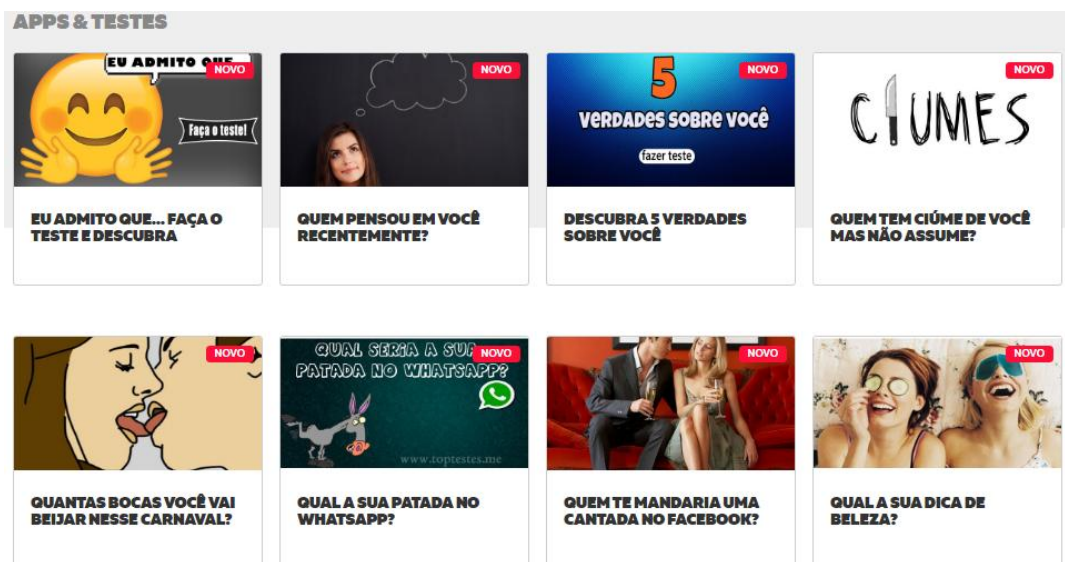 APPS & TESTES
EU ADMITO QUE...
NOVO
Faça o teste!
EU ADMITO QUE... FAÇA O
TESTE E DESCUBRA
NOVO
QUEM PENSOU EM VOCÊ
RECENTEMENTE?
NOVO
5
VERDADES SOBRE VOCÊ
fazer teste
DESCUBRA 5 VERDADES
SOBRE VOCÊ
NOVO
CIUMES
QUEM TEM CIÚME DE VOCÊ
MAS NÃO ASSUME?
NOVO
QUANTAS BOCAS VOCÊ VAI
BEIJAR NESSE CARNAVAL?
NOVO
QUAL SERIA A SUA
PATADA NO WHATSAPP?
www.toptestes.me
QUAL A SUA PATADA NO
WHATSAPP?
NOVO
QUEM TE MANDARIA UMA
CANTADA NO FACEBOOK?
NOVO
QUAL A SUA DICA DE
BELEZA?